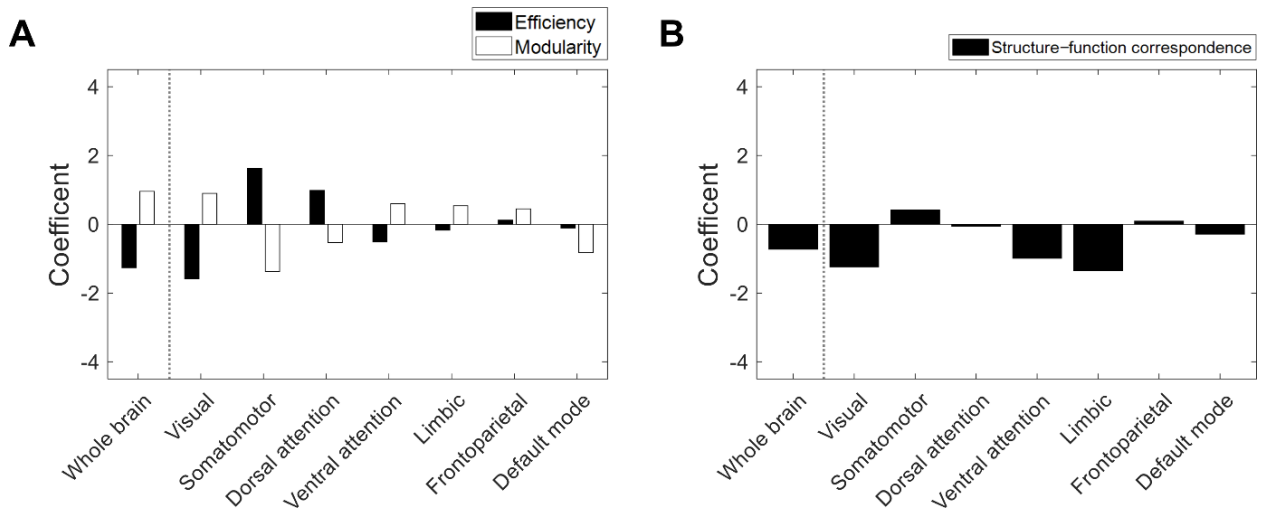 A
Efficiency
Modularity
4
2
0
-2
-4
Coefficent
Whole brain
Visual
Somatomotor
Dorsal attention
Ventral attention
Limbic
Frontoparietal
Default mode
B
Structure−function correspondence
4
2
0
-2
-4
Coefficent
Whole brain
Visual
Somatomotor
Dorsal attention
Ventral attention
Limbic
Frontoparietal
Default mode